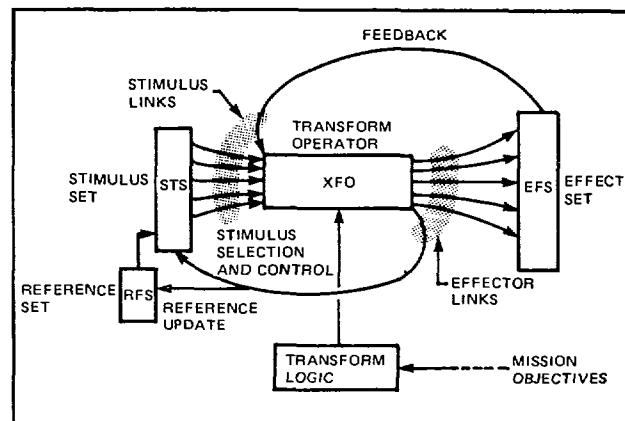 FEEDBACK
STIMULUS
LINKS
TRANSFORM
OPERATOR
STIMULUS
SET
STS
XFO
EFS
EFFECT
SET
STIMULUS
SELECTION
AND CONTROL
REFERENCE
SET
RFS
REFERENCE
UPDATE
EFFECTOR
LINKS
TRANSFORM
LOGIC
MISSION
OBJECTIVES